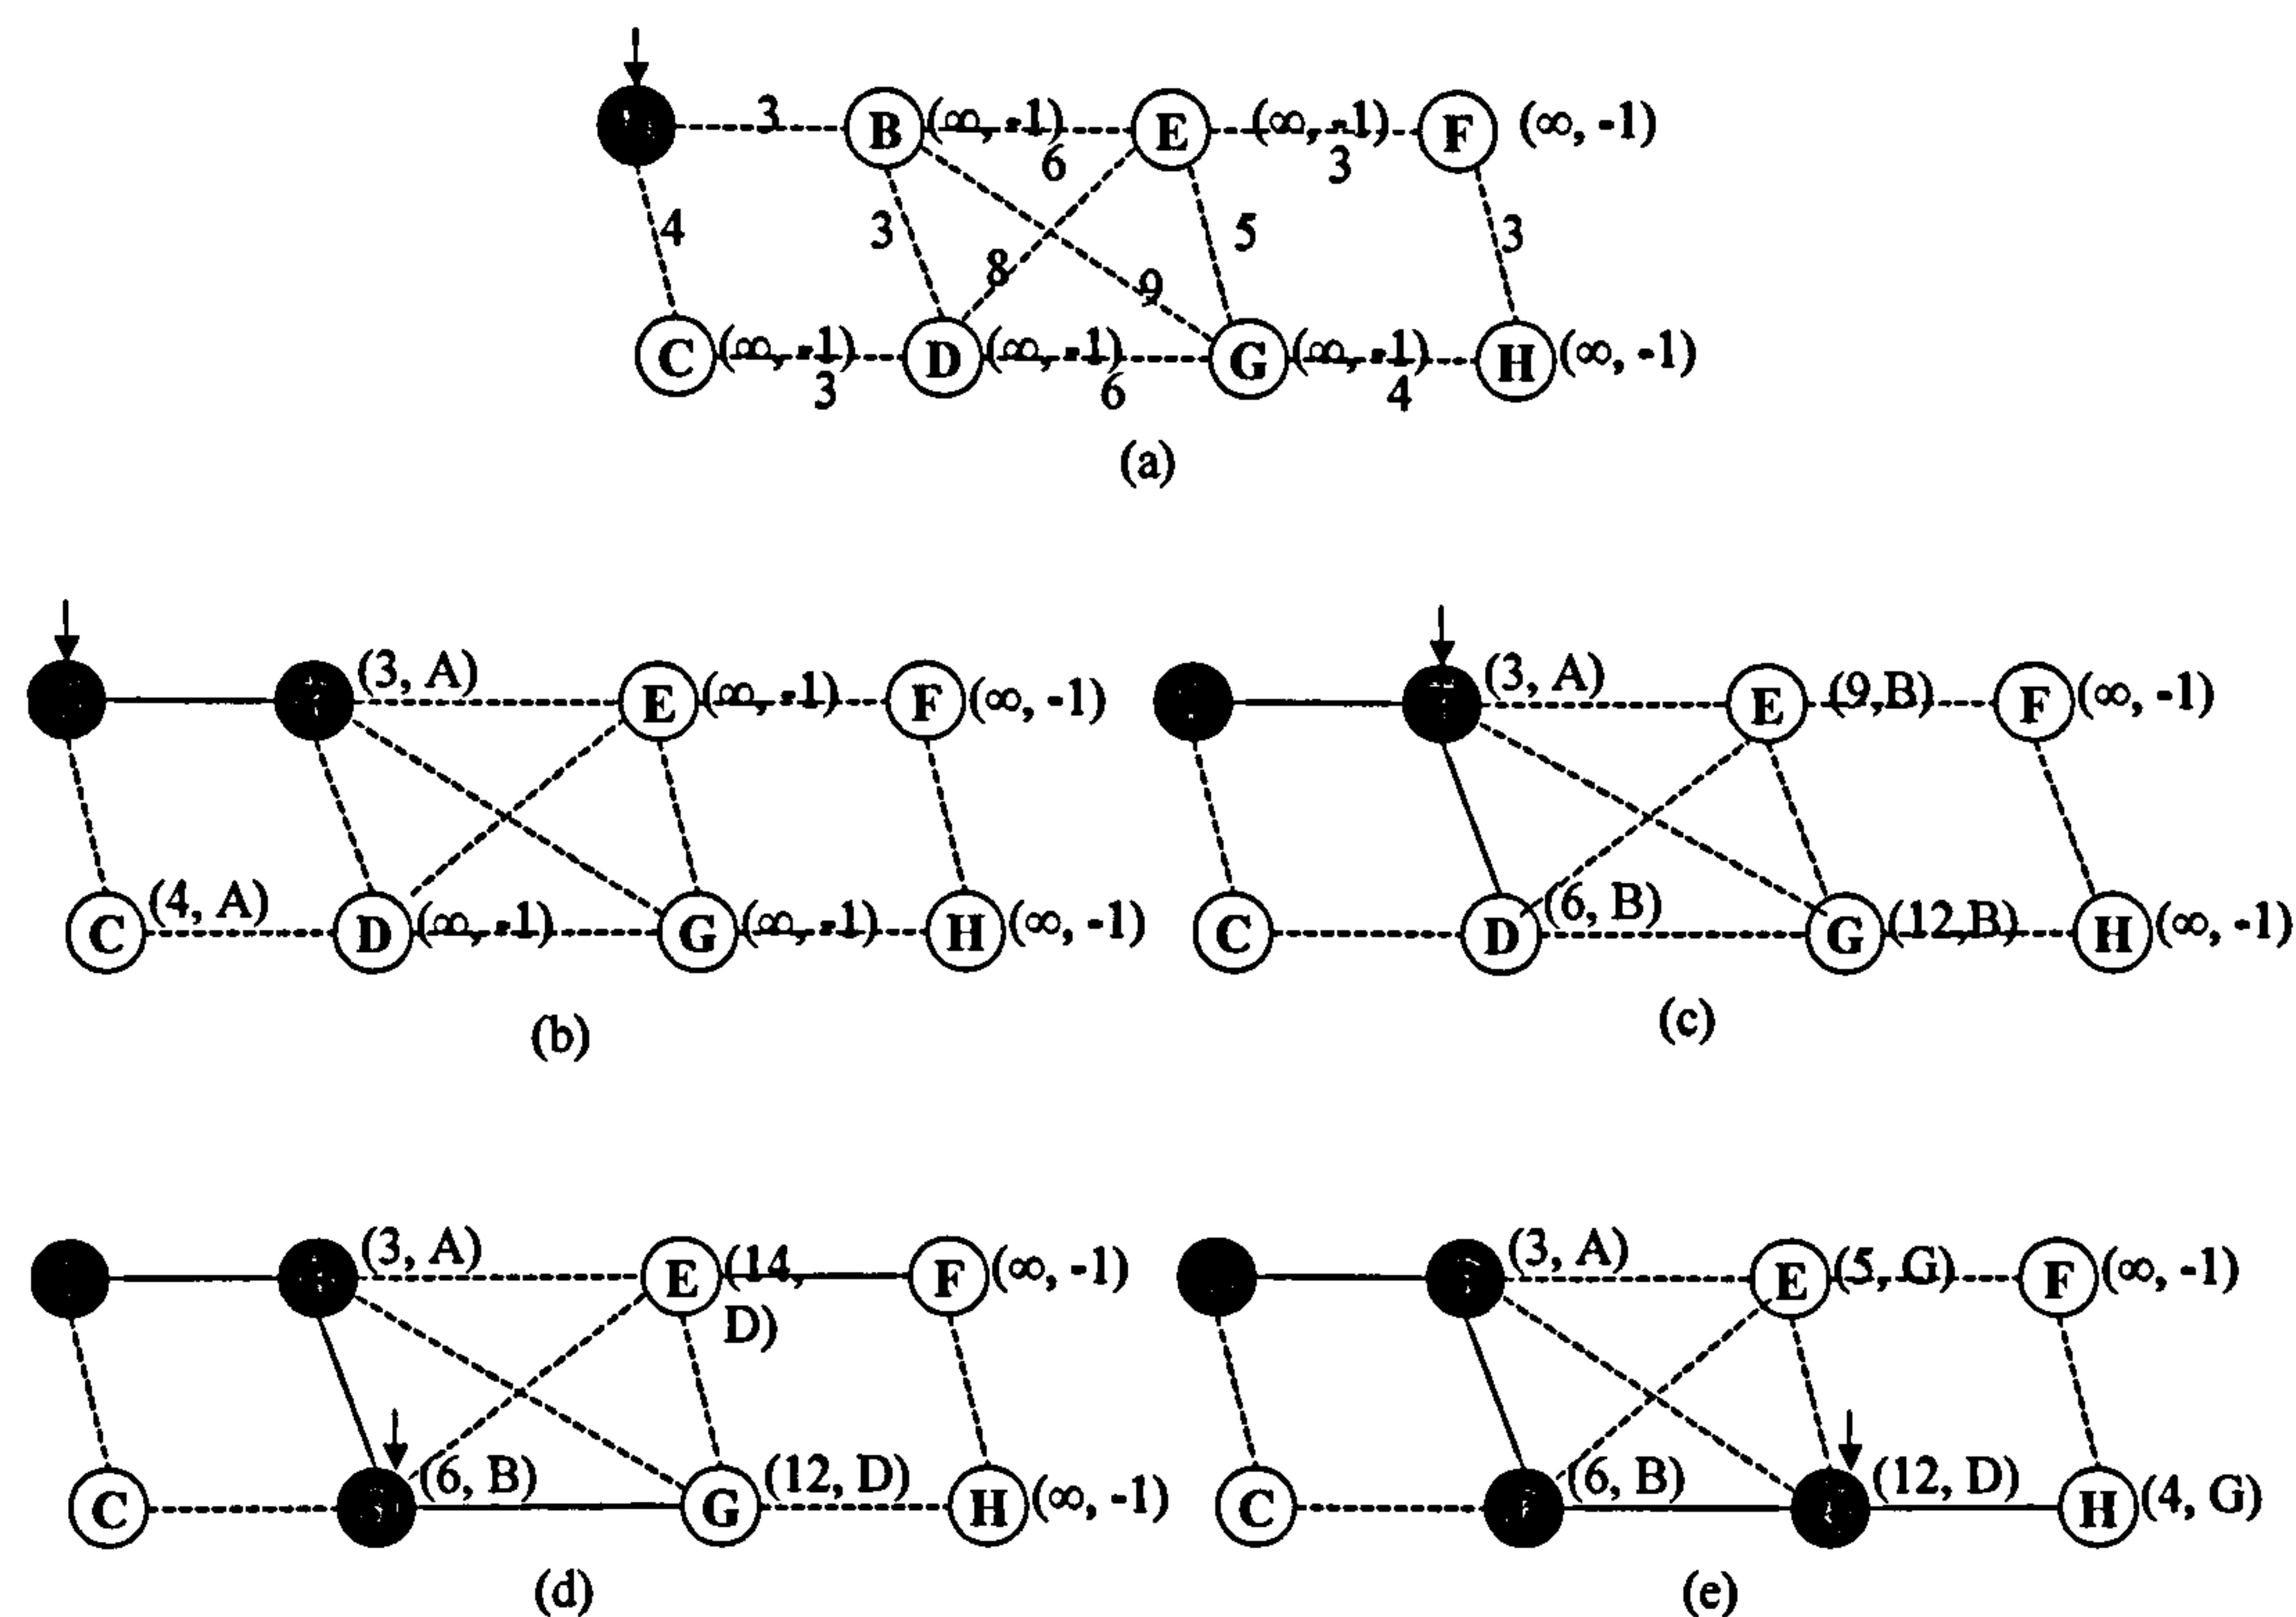 3 B (∞, -1) 6 E (∞, -1) 3 F (∞, -1)
4 3 8 9 5 3
C (∞, -1) 3 D (∞, -1) 6 G (∞, -1) 4 H (∞, -1)
(a)
(3, A) E (∞, -1) F (∞, -1)
C (4, A) D (∞, -1) G (∞, -1) H (∞, -1)
(b)
(3, A) E (9,B) F (∞, -1)
C D (6, B) G (12,B) H (∞, -1)
(c)
(3, A) E (14, D) F (∞, -1)
C (6, B) G (12, D) H (∞, -1)
(d)
(3, A) E (5, G) F (∞, -1)
C (6, B) (12, D) H (4, G)
(e)